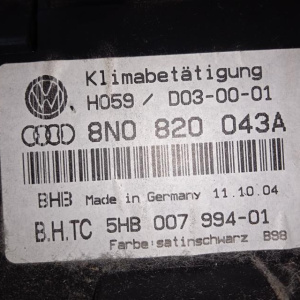 Klimabetätigung
H059 / D03-00-01
8N0 820 043A
BHB Made in Germany 11.10.04
B.H.TC 5HB 007 994-01
Farbe:satinschwarz B98